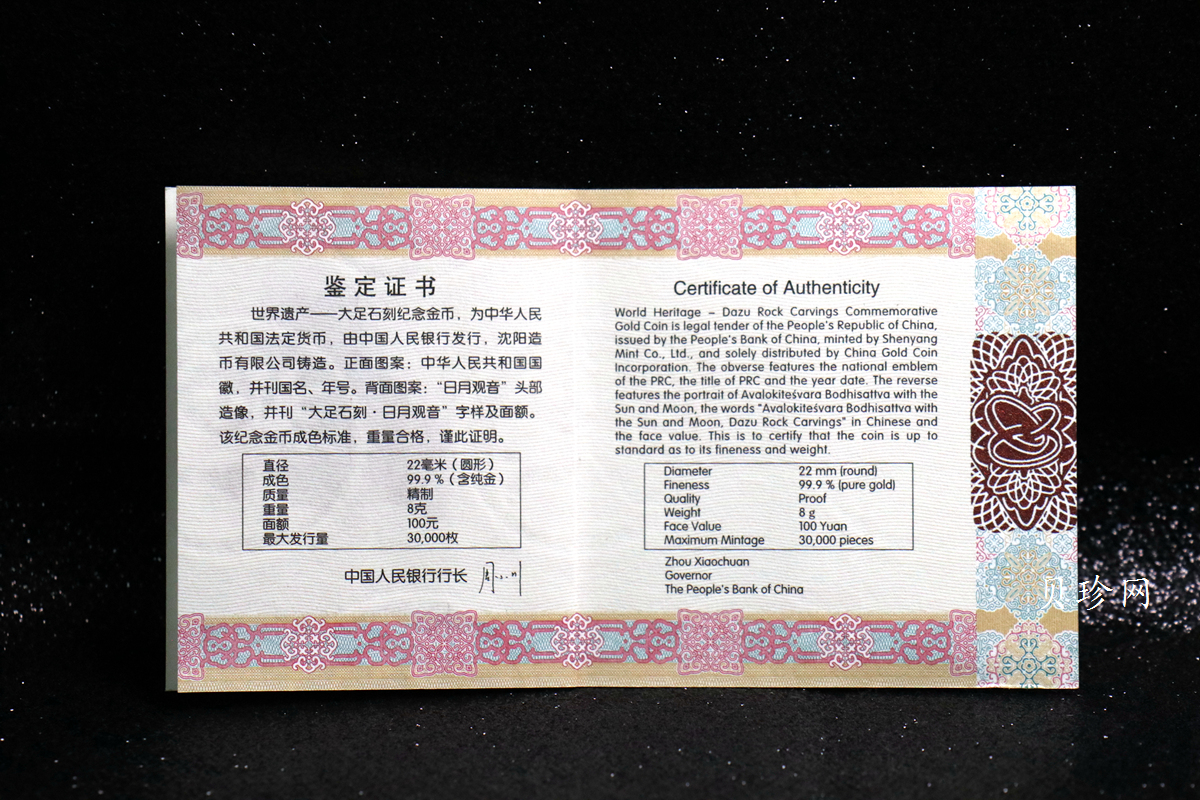 鉴定证书
世界遗产——大足石刻纪念金币，为中华人民
共和国法定货币，由中国人民银行发行，沈阳造
币有限公司铸造。正面图案：中华人民共和国国
徽，并刊国名、年号。背面图案：“日月观音”头部
造像，并刊“大足石刻·日月观音”字样及面额。
该纪念金币成色标准，重量合格，谨此证明。
直径 22毫米（圆形）
成色 99.9%（含纯金）
质量 精制
重量 8克
面额 100元
最大发行量 30,000枚
中国人民银行行长 周小川
Certificate of Authenticity
World Heritage – Dazu Rock Carvings Commemorative
Gold Coin is legal tender of the People's Republic of China,
issued by the People's Bank of China, minted by Shenyang
Mint Co., Ltd., and solely distributed by China Gold Coin
Incorporation. The obverse features the national emblem
of the PRC, the title of PRC and the year date. The reverse
features the portrait of Avalokiteśvara Bodhisattva with the
Sun and Moon, the words "Avalokiteśvara Bodhisattva with
the Sun and Moon, Dazu Rock Carvings" in Chinese and
the face value. This is to certify that the coin is up to
standard as to its fineness and weight.
Diameter 22 mm (round)
Fineness 99.9 % (pure gold)
Quality Proof
Weight 8 g
Face Value 100 Yuan
Maximum Mintage 30,000 pieces
Zhou Xiaochuan
Governor
The People's Bank of China
贝珍网